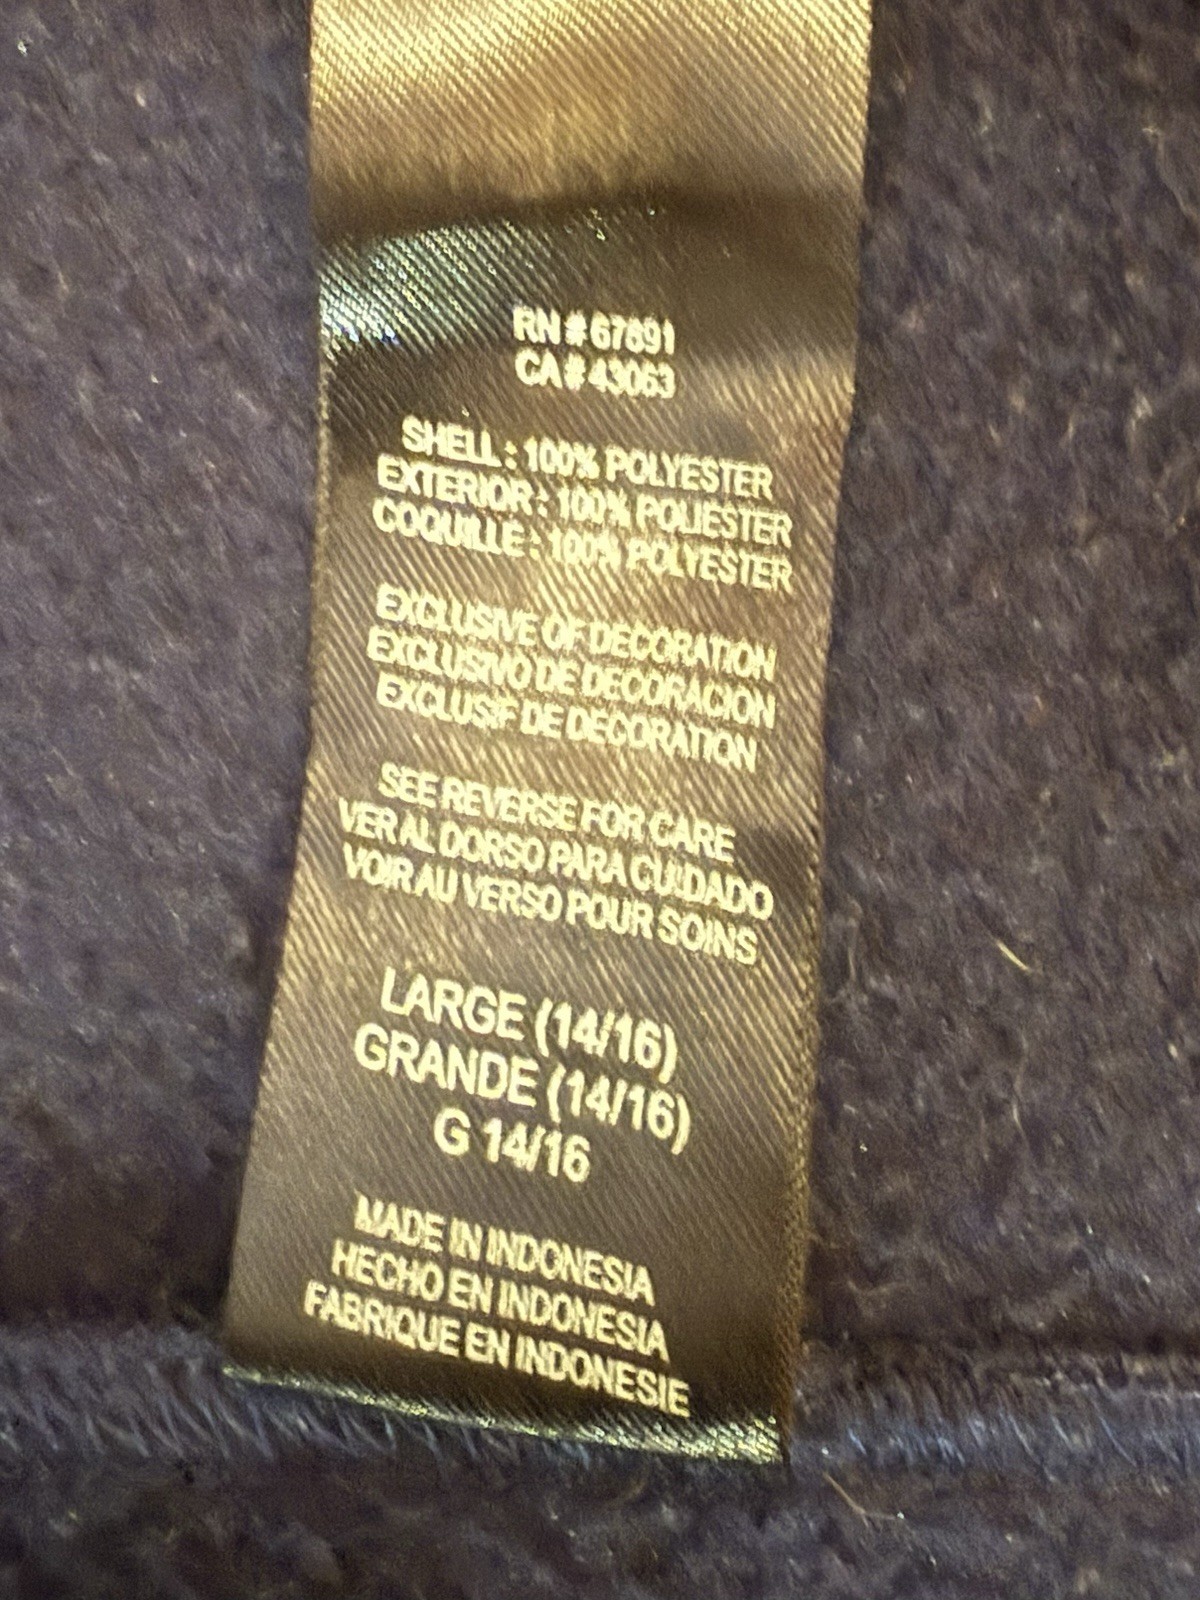 RN # 67891
CA # 43063
SHELL : 100% POLYESTER
EXTERIOR : 100% POLIESTER
COQUILLE : 100% POLYESTER
EXCLUSIVE OF DECORATION
EXCLUSIVO DE DECORACION
EXCLUSIF DE DECORATION
SEE REVERSE FOR CARE
VER AL DORSO PARA CUIDADO
VOIR AU VERSO POUR SOINS
LARGE (14/16)
GRANDE (14/16)
G 14/16
MADE IN INDONESIA
HECHO EN INDONESIA
FABRIQUE EN INDONESIE